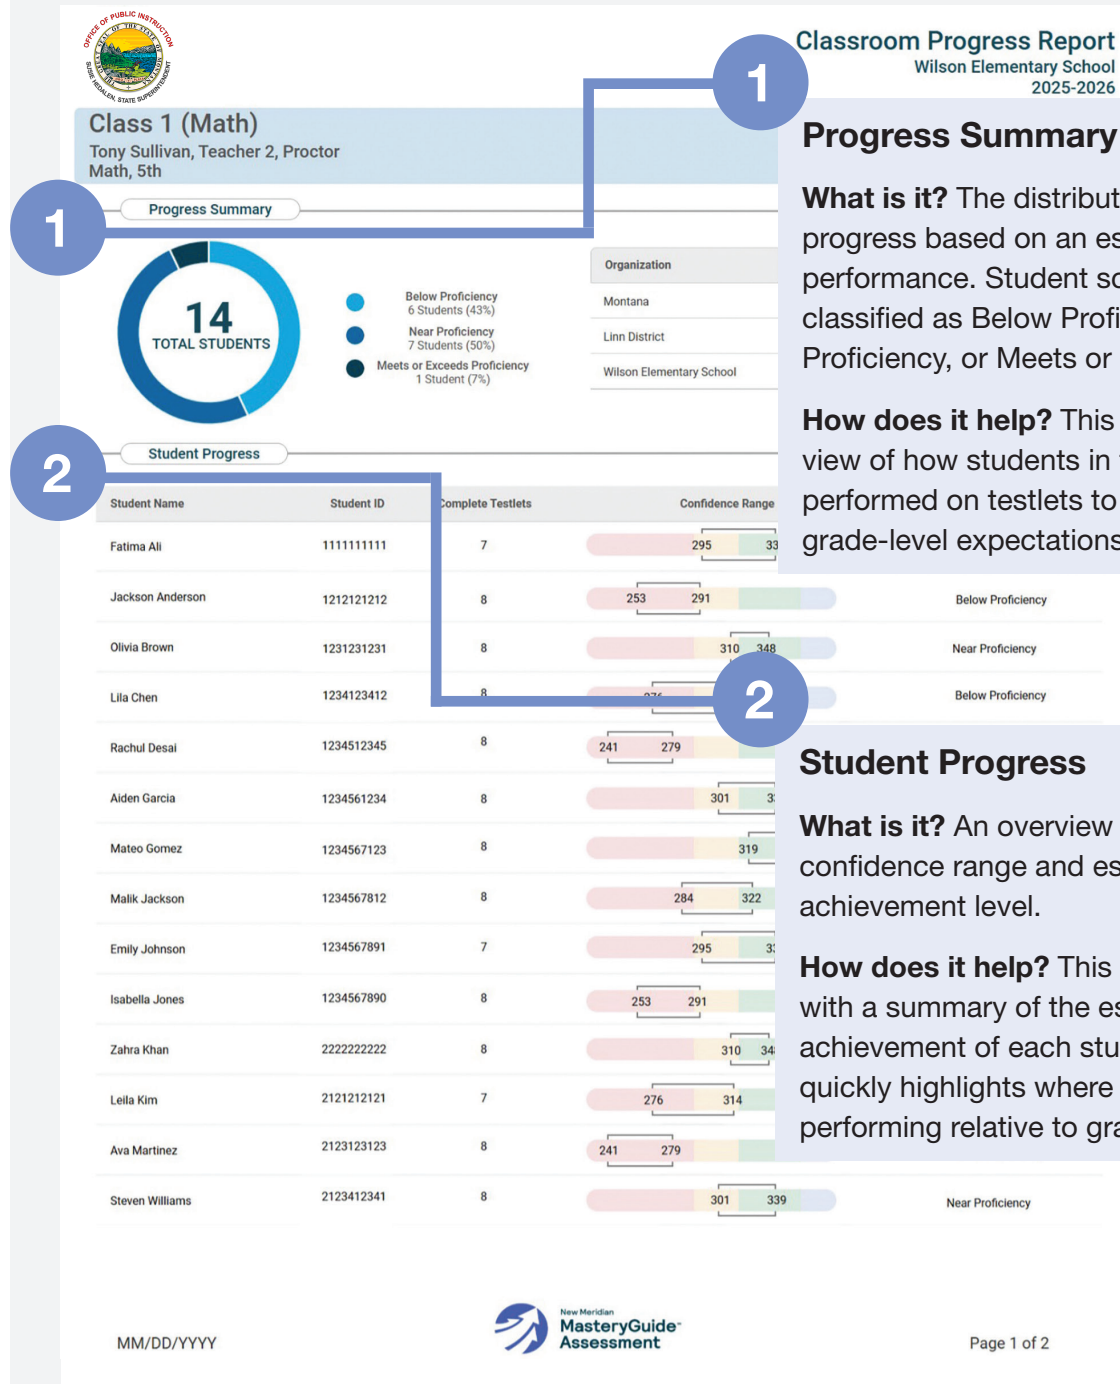 OFFICE OF PUBLIC INSTRUCTION
SUSIE HEDALEN, STATE SUPERINTENDENT
Classroom Progress Report
Wilson Elementary School
2025-2026
1
Class 1 (Math)
Tony Sullivan, Teacher 2, Proctor
Math, 5th
1
Progress Summary
14
TOTAL STUDENTS
Below Proficiency
6 Students (43%)
Near Proficiency
7 Students (50%)
Meets or Exceeds Proficiency
1 Student (7%)
Organization
Montana
Linn District
Wilson Elementary School
Progress Summary
What is it? The distribut
progress based on an es
performance. Student sc
classified as Below Profi
Proficiency, or Meets or
How does it help? This
view of how students in
performed on testlets to
grade-level expectations
2
Student Progress
Student Name Student ID Complete Testlets Confidence Range
Fatima Ali 1111111111 7 295 33
Jackson Anderson 1212121212 8 253 291 Below Proficiency
Olivia Brown 1231231231 8 310 348 Near Proficiency
Lila Chen 1234123412 8 276 Below Proficiency
Rachul Desai 1234512345 8 241 279
Aiden Garcia 1234561234 8 301 3
Mateo Gomez 1234567123 8 319
Malik Jackson 1234567812 8 284 322
Emily Johnson 1234567891 7 295 33
Isabella Jones 1234567890 8 253 291
Zahra Khan 2222222222 8 310 348
Leila Kim 2121212121 7 276 314
Ava Martinez 2123123123 8 241 279
Steven Williams 2123412341 8 301 339 Near Proficiency
2
Student Progress
What is it? An overview
confidence range and es
achievement level.
How does it help? This
with a summary of the es
achievement of each stu
quickly highlights where
performing relative to gra
MM/DD/YYYY
New Meridian
MasteryGuide™
Assessment
Page 1 of 2